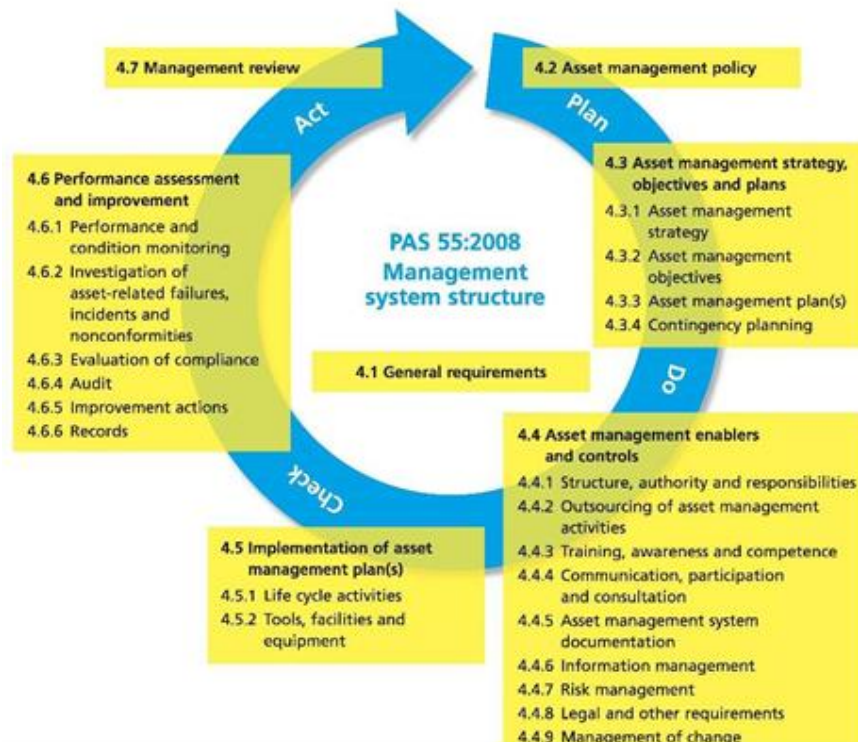 4.7 Management review
4.2 Asset management policy
Act
Plan
4.3 Asset management strategy,
objectives and plans
4.3.1 Asset management
strategy
4.3.2 Asset management
objectives
4.3.3 Asset management plan(s)
4.3.4 Contingency planning
4.6 Performance assessment
and improvement
4.6.1 Performance and
condition monitoring
4.6.2 Investigation of
asset-related failures,
incidents and
nonconformities
4.6.3 Evaluation of compliance
4.6.4 Audit
4.6.5 Improvement actions
4.6.6 Records
PAS 55:2008
Management
system structure
4.1 General requirements
Do
4.4 Asset management enablers
and controls
4.4.1 Structure, authority and responsibilities
4.4.2 Outsourcing of asset management
activities
4.4.3 Training, awareness and competence
4.4.4 Communication, participation
and consultation
4.4.5 Asset management system
documentation
4.4.6 Information management
4.4.7 Risk management
4.4.8 Legal and other requirements
4.4.9 Management of change
Check
4.5 Implementation of asset
management plan(s)
4.5.1 Life cycle activities
4.5.2 Tools, facilities and
equipment